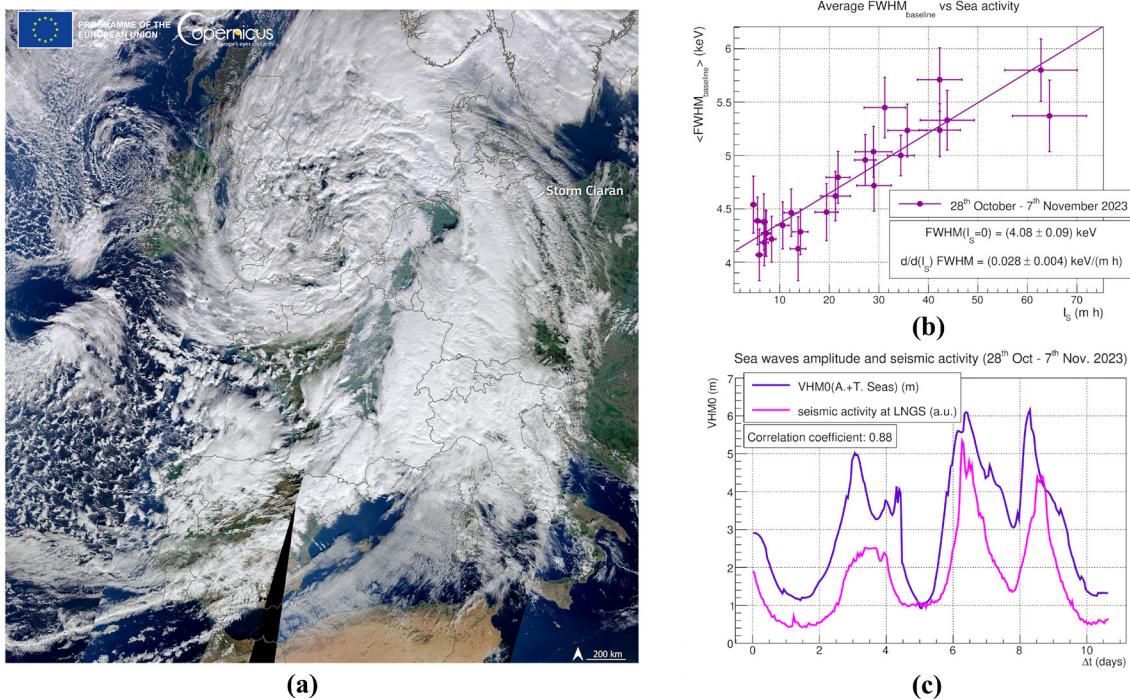 PROGRAMME OF THE
EUROPEAN UNION
Copernicus
Europe's eyes on Earth
Storm Ciaran
200 km
(a)
Average FWHM_baseline vs Sea activity
<FWHM_baseline> (keV)
6
5.5
5
4.5
4
28th October - 7th November 2023
FWHM(I_S=0) = (4.08 ± 0.09) keV
d/d(I_S) FWHM = (0.028 ± 0.004) keV/(m h)
10 20 30 40 50 60 70
I_S (m h)
(b)
Sea waves amplitude and seismic activity (28th Oct - 7th Nov. 2023)
VHM0 (m)
7
6
5
4
3
2
1
0
VHM0(A.+T. Seas) (m)
seismic activity at LNGS (a.u.)
Correlation coefficient: 0.88
0 2 4 6 8 10
Δt (days)
(c)